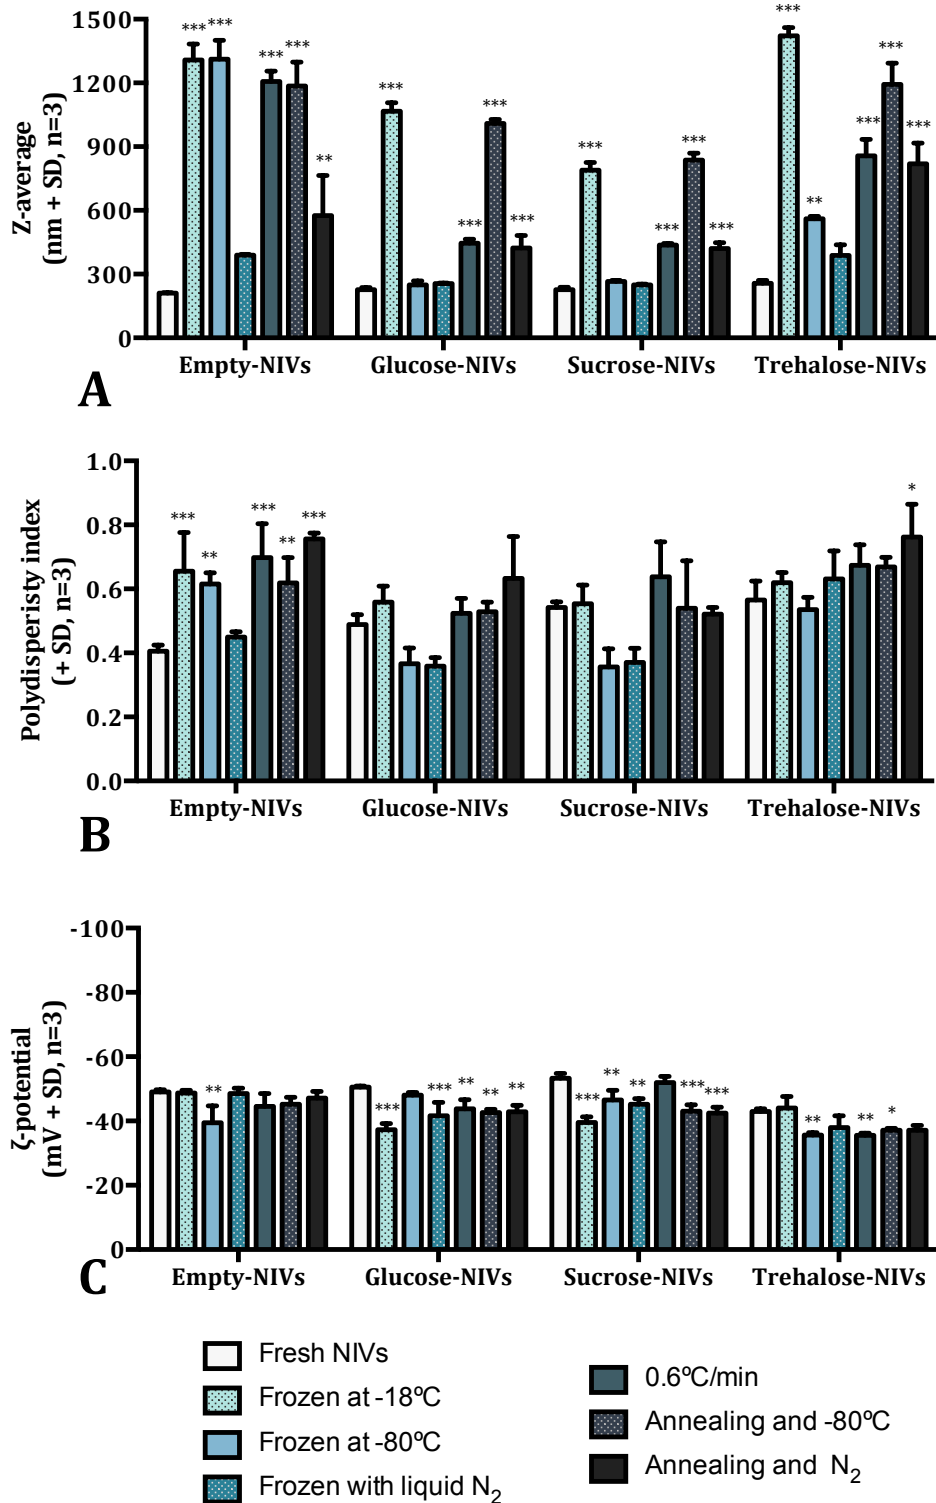 1500
1200
900
600
300
0
Z-average
(nm + SD, n=3)
*** *** *** *** **
*** *** *** ***
*** *** *** ***
*** ** *** *** ***
Empty-NIVs Glucose-NIVs Sucrose-NIVs Trehalose-NIVs
A
1.0
0.8
0.6
0.4
0.2
0.0
Polydisperisty index
(+ SD, n=3)
*** ** *** ** ***
*
Empty-NIVs Glucose-NIVs Sucrose-NIVs Trehalose-NIVs
B
-100
-80
-60
-40
-20
0
ζ-potential
(mV + SD, n=3)
**
*** *** ** ** **
*** ** ** *** ***
** ** *
Empty-NIVs Glucose-NIVs Sucrose-NIVs Trehalose-NIVs
C
Fresh NIVs
Frozen at -18ºC
Frozen at -80ºC
Frozen with liquid N2
0.6ºC/min
Annealing and -80ºC
Annealing and N2